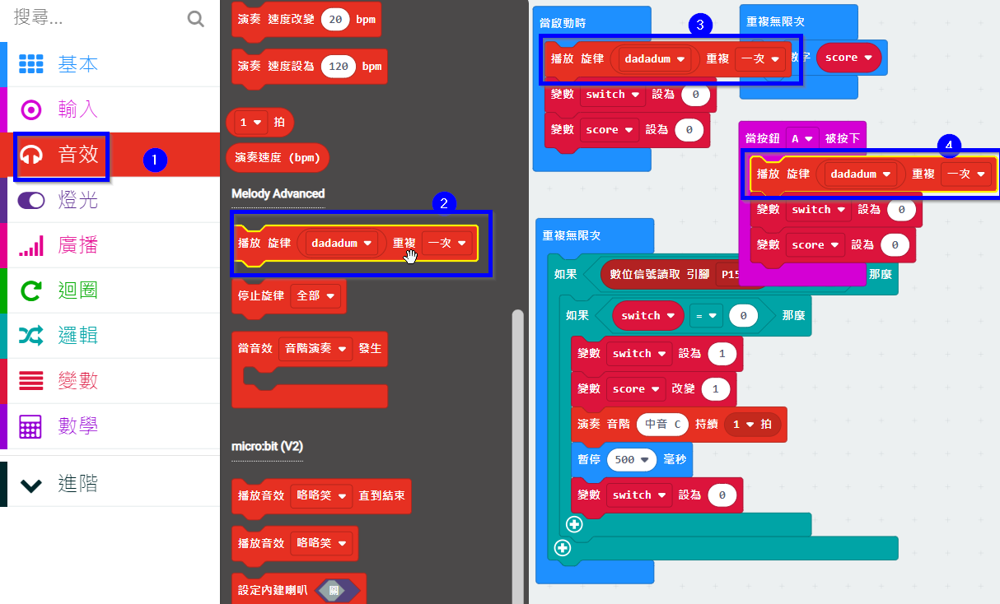 搜尋...
基本
輸入
音效
1
燈光
廣播
迴圈
邏輯
變數
數學
進階
演奏 速度改變 20 bpm
演奏 速度設為 120 bpm
1 拍
演奏速度 (bpm)
Melody Advanced
2
播放 旋律 dadadum 重複 一次
停止旋律 全部
當音效 音階演奏 發生
micro:bit (V2)
播放音效 咯咯笑 直到結束
播放音效 咯咯笑
設定內建喇叭 關
當啟動時
3
播放 旋律 dadadum 重複 一次
變數 switch 設為 0
變數 score 設為 0
重複無限次
數字 score
當按鈕 A 被按下
4
播放 旋律 dadadum 重複 一次
變數 switch 設為 0
變數 score 設為 0
重複無限次
如果 數位信號讀取 引腳 P15 那麼
如果 switch = 0 那麼
變數 switch 設為 1
變數 score 改變 1
演奏 音階 中音 C 持續 1 拍
暫停 500 毫秒
變數 switch 設為 0